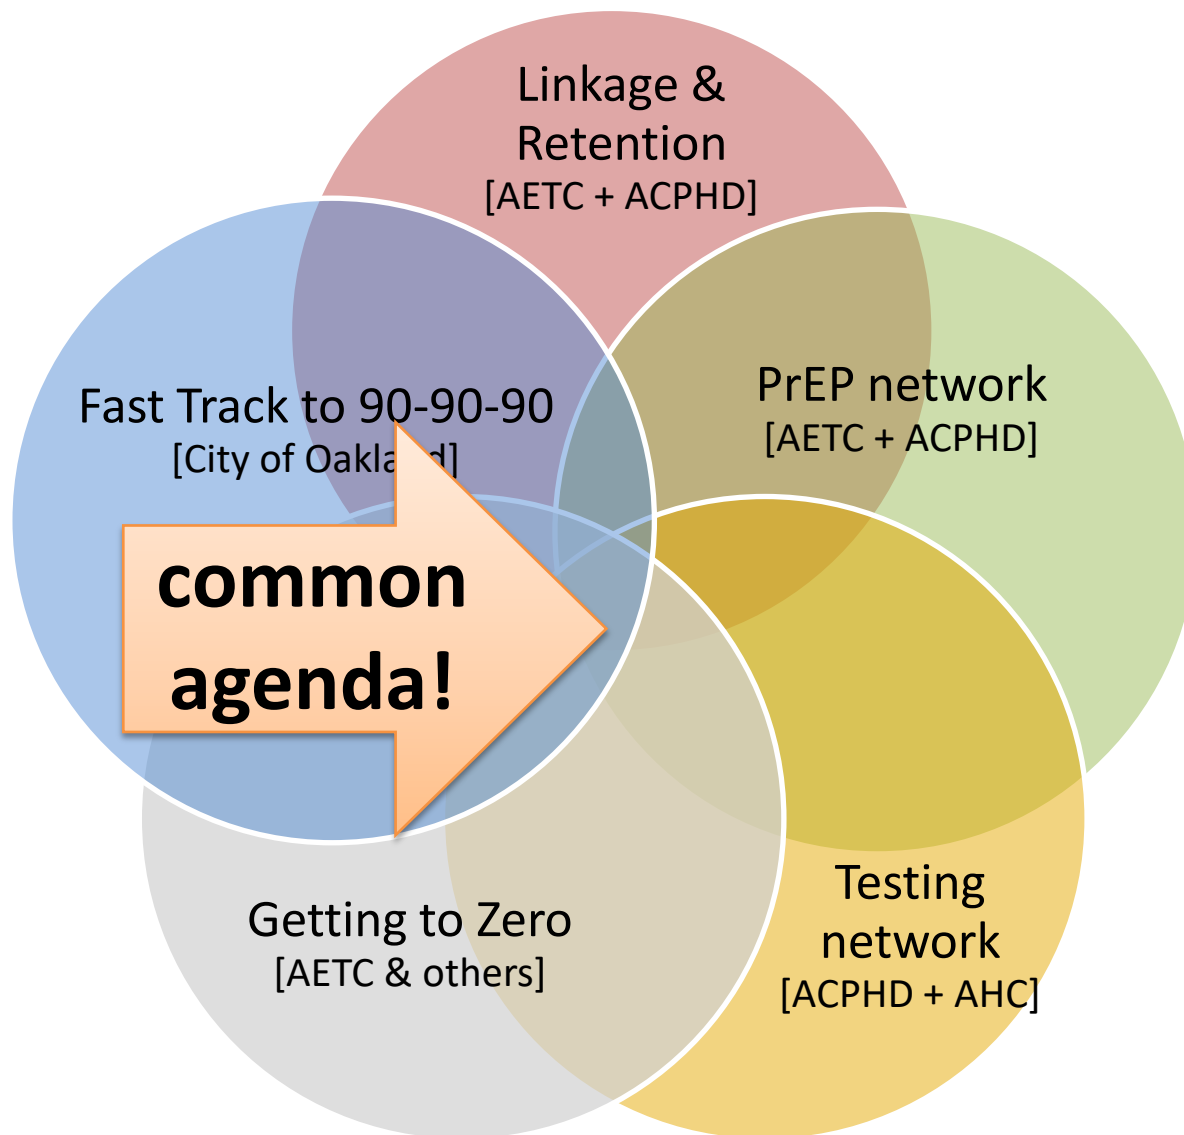 Linkage &
Retention
[AETC + ACPHD]
Fast Track to 90-90-90
[City of Oakland]
PrEP network
[AETC + ACPHD]
common
agenda!
Getting to Zero
[AETC & others]
Testing
network
[ACPHD + AHC]